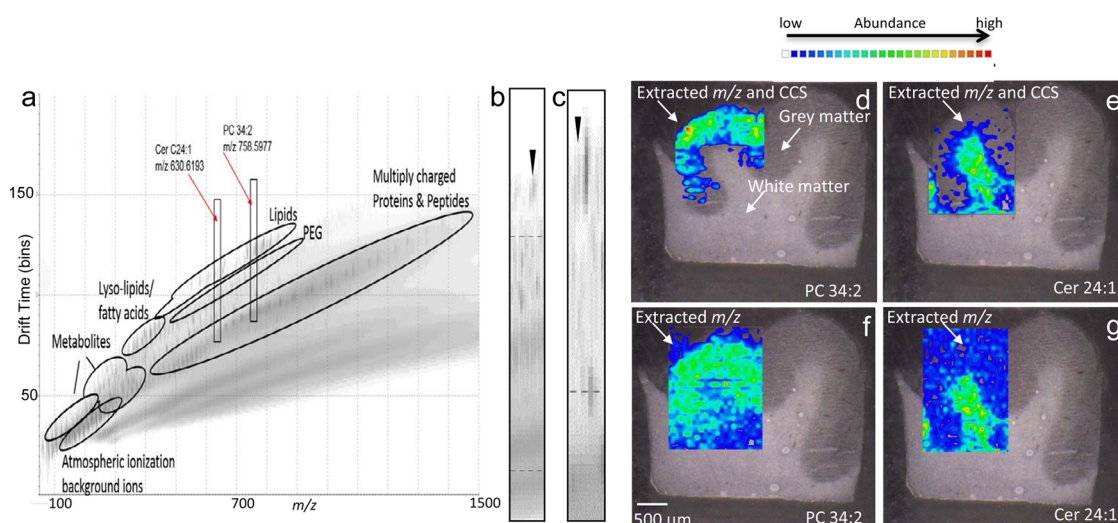 low Abundance high
a
b
c
Cer C24:1
m/z 630.6193
PC 34:2
m/z 758.5977
Multiply charged
Proteins & Peptides
Lipids
PEG
Lyso-lipids/
fatty acids
Metabolites
Atmospheric ionization
background ions
Drift Time (bins)
150
50
100
700
m/z
1500
Extracted m/z and CCS
d
Grey matter
White matter
PC 34:2
Extracted m/z and CCS
e
Cer 24:1
Extracted m/z
f
500 um
PC 34:2
Extracted m/z
g
Cer 24:1